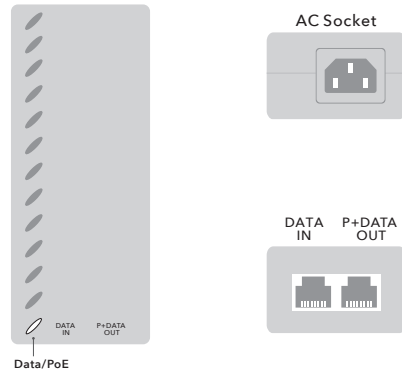 AC Socket
DATA
IN
P+DATA
OUT
DATA
IN
P+DATA
OUT
Data/PoE